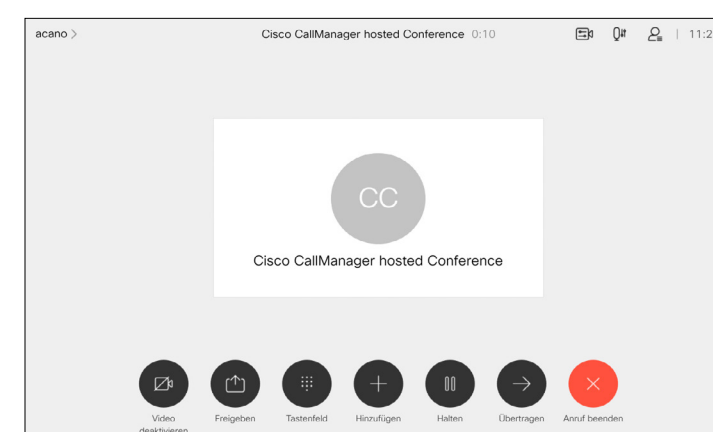 acano >
Cisco CallManager hosted Conference 0:10
11:2
CC
Cisco CallManager hosted Conference
Video deaktivieren
Freigeben
Tastenfeld
Hinzufügen
Halten
Übertragen
Anruf beenden